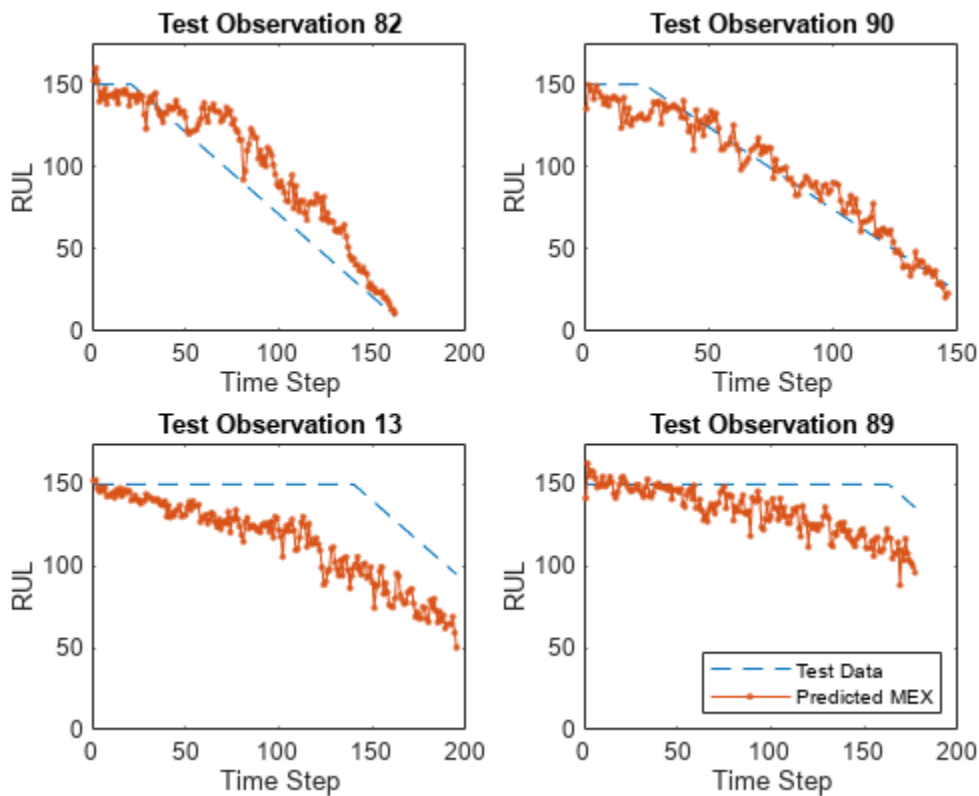 Test Observation 82
150
100
50
0
RUL
0 50 100 150 200
Time Step
Test Observation 90
150
100
50
0
RUL
0 50 100 150
Time Step
Test Observation 13
150
100
50
0
RUL
0 50 100 150 200
Time Step
Test Observation 89
150
100
50
0
RUL
0 50 100 150 200
Time Step
Test Data
Predicted MEX